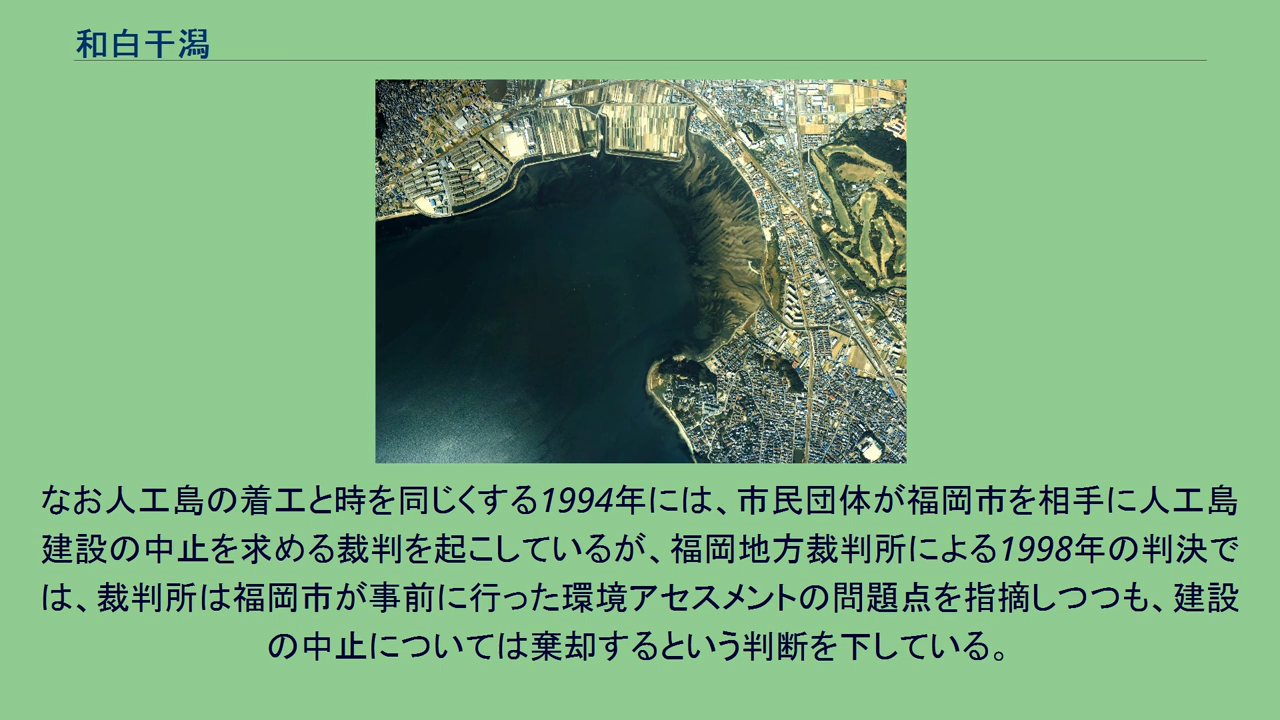 和白干潟
なお人工島の着工と時を同じくする1994年には、市民団体が福岡市を相手に人工島
建設の中止を求める裁判を起こしているが、福岡地方裁判所による1998年の判決で
は、裁判所は福岡市が事前に行った環境アセスメントの問題点を指摘しつつも、建設
の中止については棄却するという判断を下している。